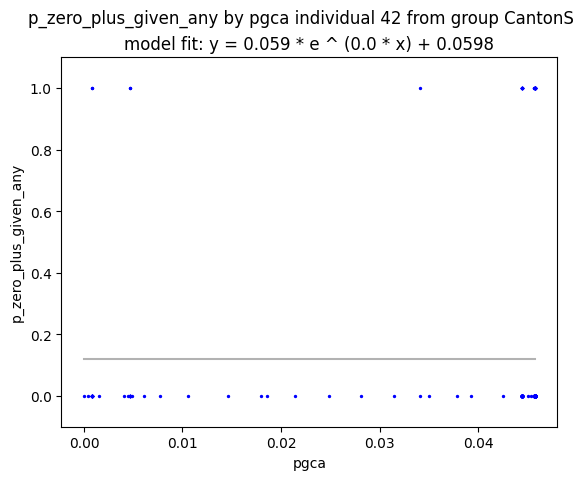 p_zero_plus_given_any by pgca individual 42 from group CantonS
model fit: y = 0.059 * e ^ (0.0 * x) + 0.0598
1.0
0.8
0.6
0.4
0.2
0.0
p_zero_plus_given_any
0.00 0.01 0.02 0.03 0.04
pgca